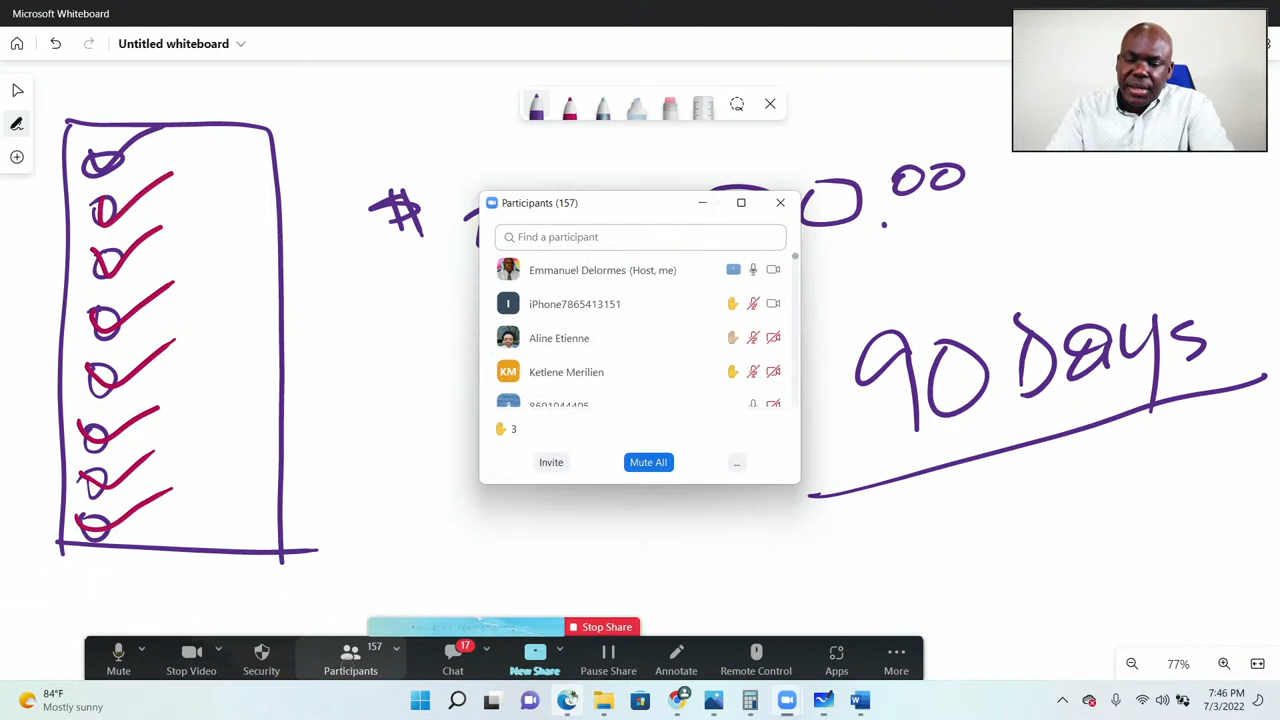 Microsoft Whiteboard
Untitled whiteboard
$
0.00
90 Days
Participants (157)
Find a participant
Emmanuel Delormes (Host, me)
I iPhone7865413151
Aline Etienne
KM Ketlene Merilien
3
Invite
Mute All
...
Stop Share
Mute
Stop Video
Security
157
Participants
17
Chat
New Share
Pause Share
Annotate
Remote Control
Apps
More
77%
84°F
Mostly sunny
7:46 PM
7/3/2022